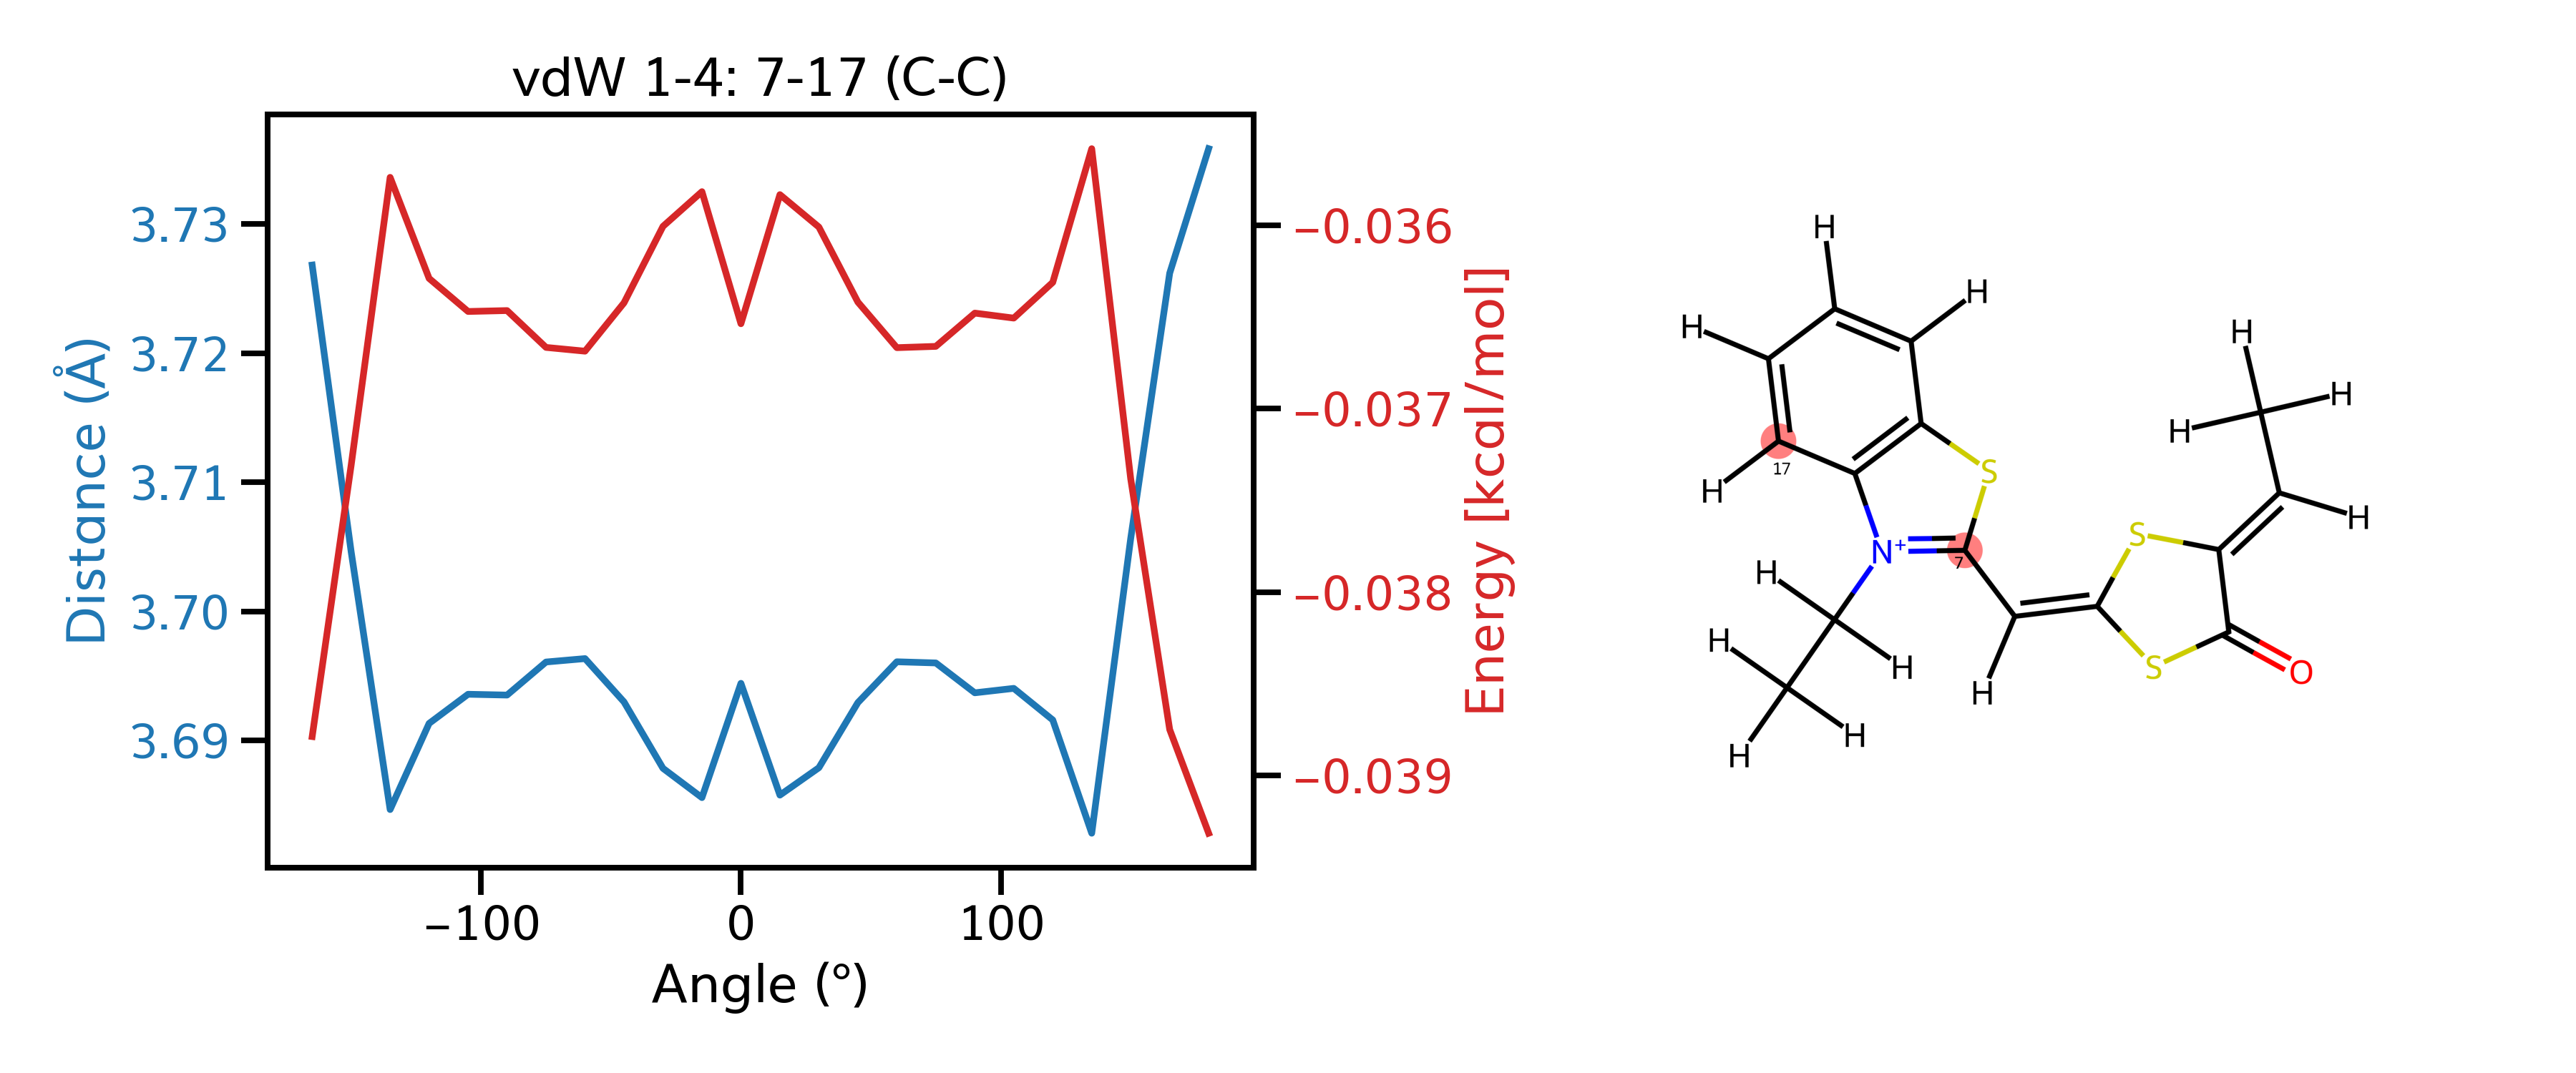 vdW 1-4: 7-17 (C-C)
3.73
3.72
3.71
3.70
3.69
Distance (Å)
−0.036
−0.037
−0.038
−0.039
Energy [kcal/mol]
−100
0
100
Angle (°)
H
H
H
H
H
H
H
17
S
H
H
S
N⁺
7
H
H
H
S
O
H
H
H